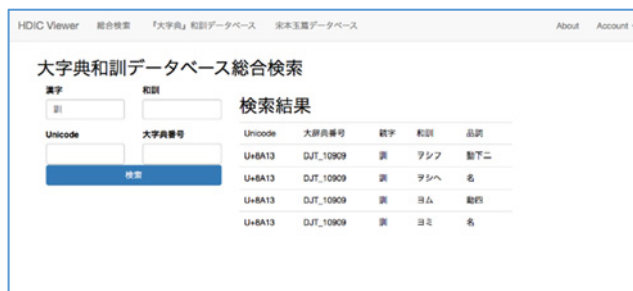 HDIC Viewer 総合検索 『大字典』和訓データベース 宋本玉篇データベース About Account
大字典和訓データベース総合検索
漢字 和訓
訓
Unicode 大字典番号
検索
検索結果
Unicode 大辞典番号 親字 和訓 品詞
U+8A13 DJT_10909 訓 ヲシフ 動下二
U+8A13 DJT_10909 訓 ヲシヘ 名
U+8A13 DJT_10909 訓 ヨム 動四
U+8A13 DJT_10909 訓 ヨミ 名